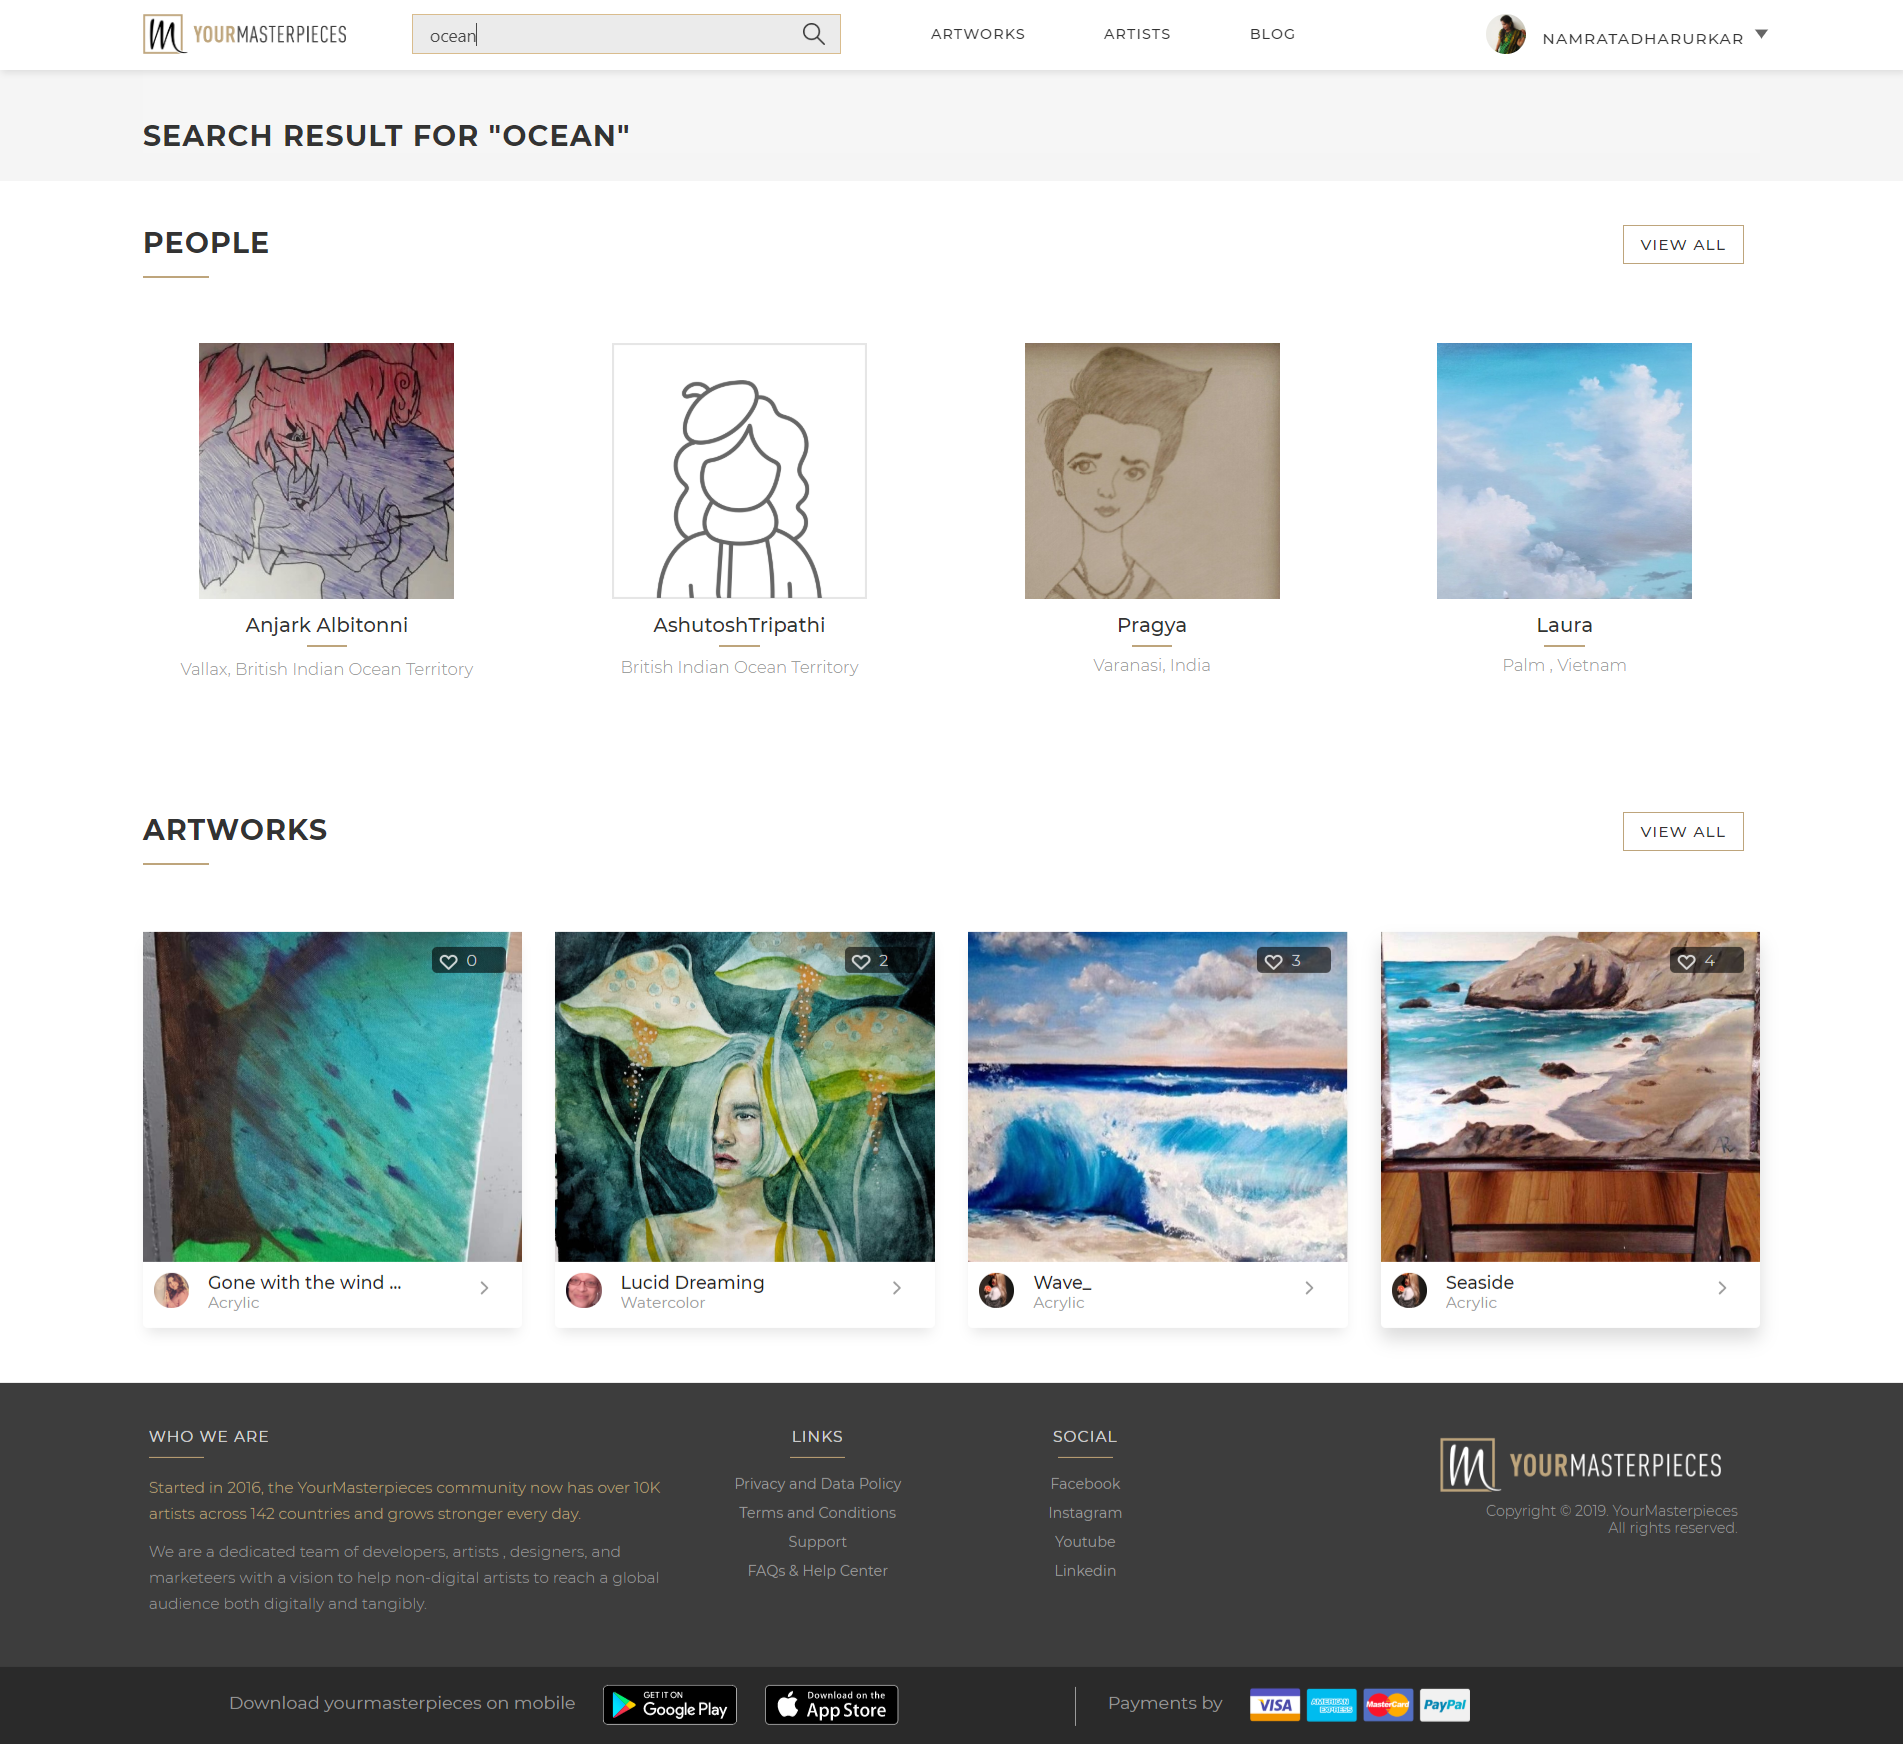 M YOURMASTERPIECES
ocean
ARTWORKS
ARTISTS
BLOG
NAMRATADHARURKAR
SEARCH RESULT FOR "OCEAN"
PEOPLE
VIEW ALL
Anjark Albitonni
Vallax, British Indian Ocean Territory
AshutoshTripathi
British Indian Ocean Territory
Pragya
Varanasi, India
Laura
Palm , Vietnam
ARTWORKS
VIEW ALL
0
2
3
4
Gone with the wind ...
Acrylic
Lucid Dreaming
Watercolor
Wave_
Acrylic
Seaside
Acrylic
WHO WE ARE
Started in 2016, the YourMasterpieces community now has over 10K
artists across 142 countries and grows stronger every day.
We are a dedicated team of developers, artists , designers, and
marketeers with a vision to help non-digital artists to reach a global
audience both digitally and tangibly.
LINKS
Privacy and Data Policy
Terms and Conditions
Support
FAQs & Help Center
SOCIAL
Facebook
Instagram
Youtube
Linkedin
M YOURMASTERPIECES
Copyright © 2019. YourMasterpieces
All rights reserved.
Download yourmasterpieces on mobile
GET IT ON
Google Play
Download on the
App Store
Payments by
VISA
AMERICAN
EXPRESS
MasterCard
PayPal